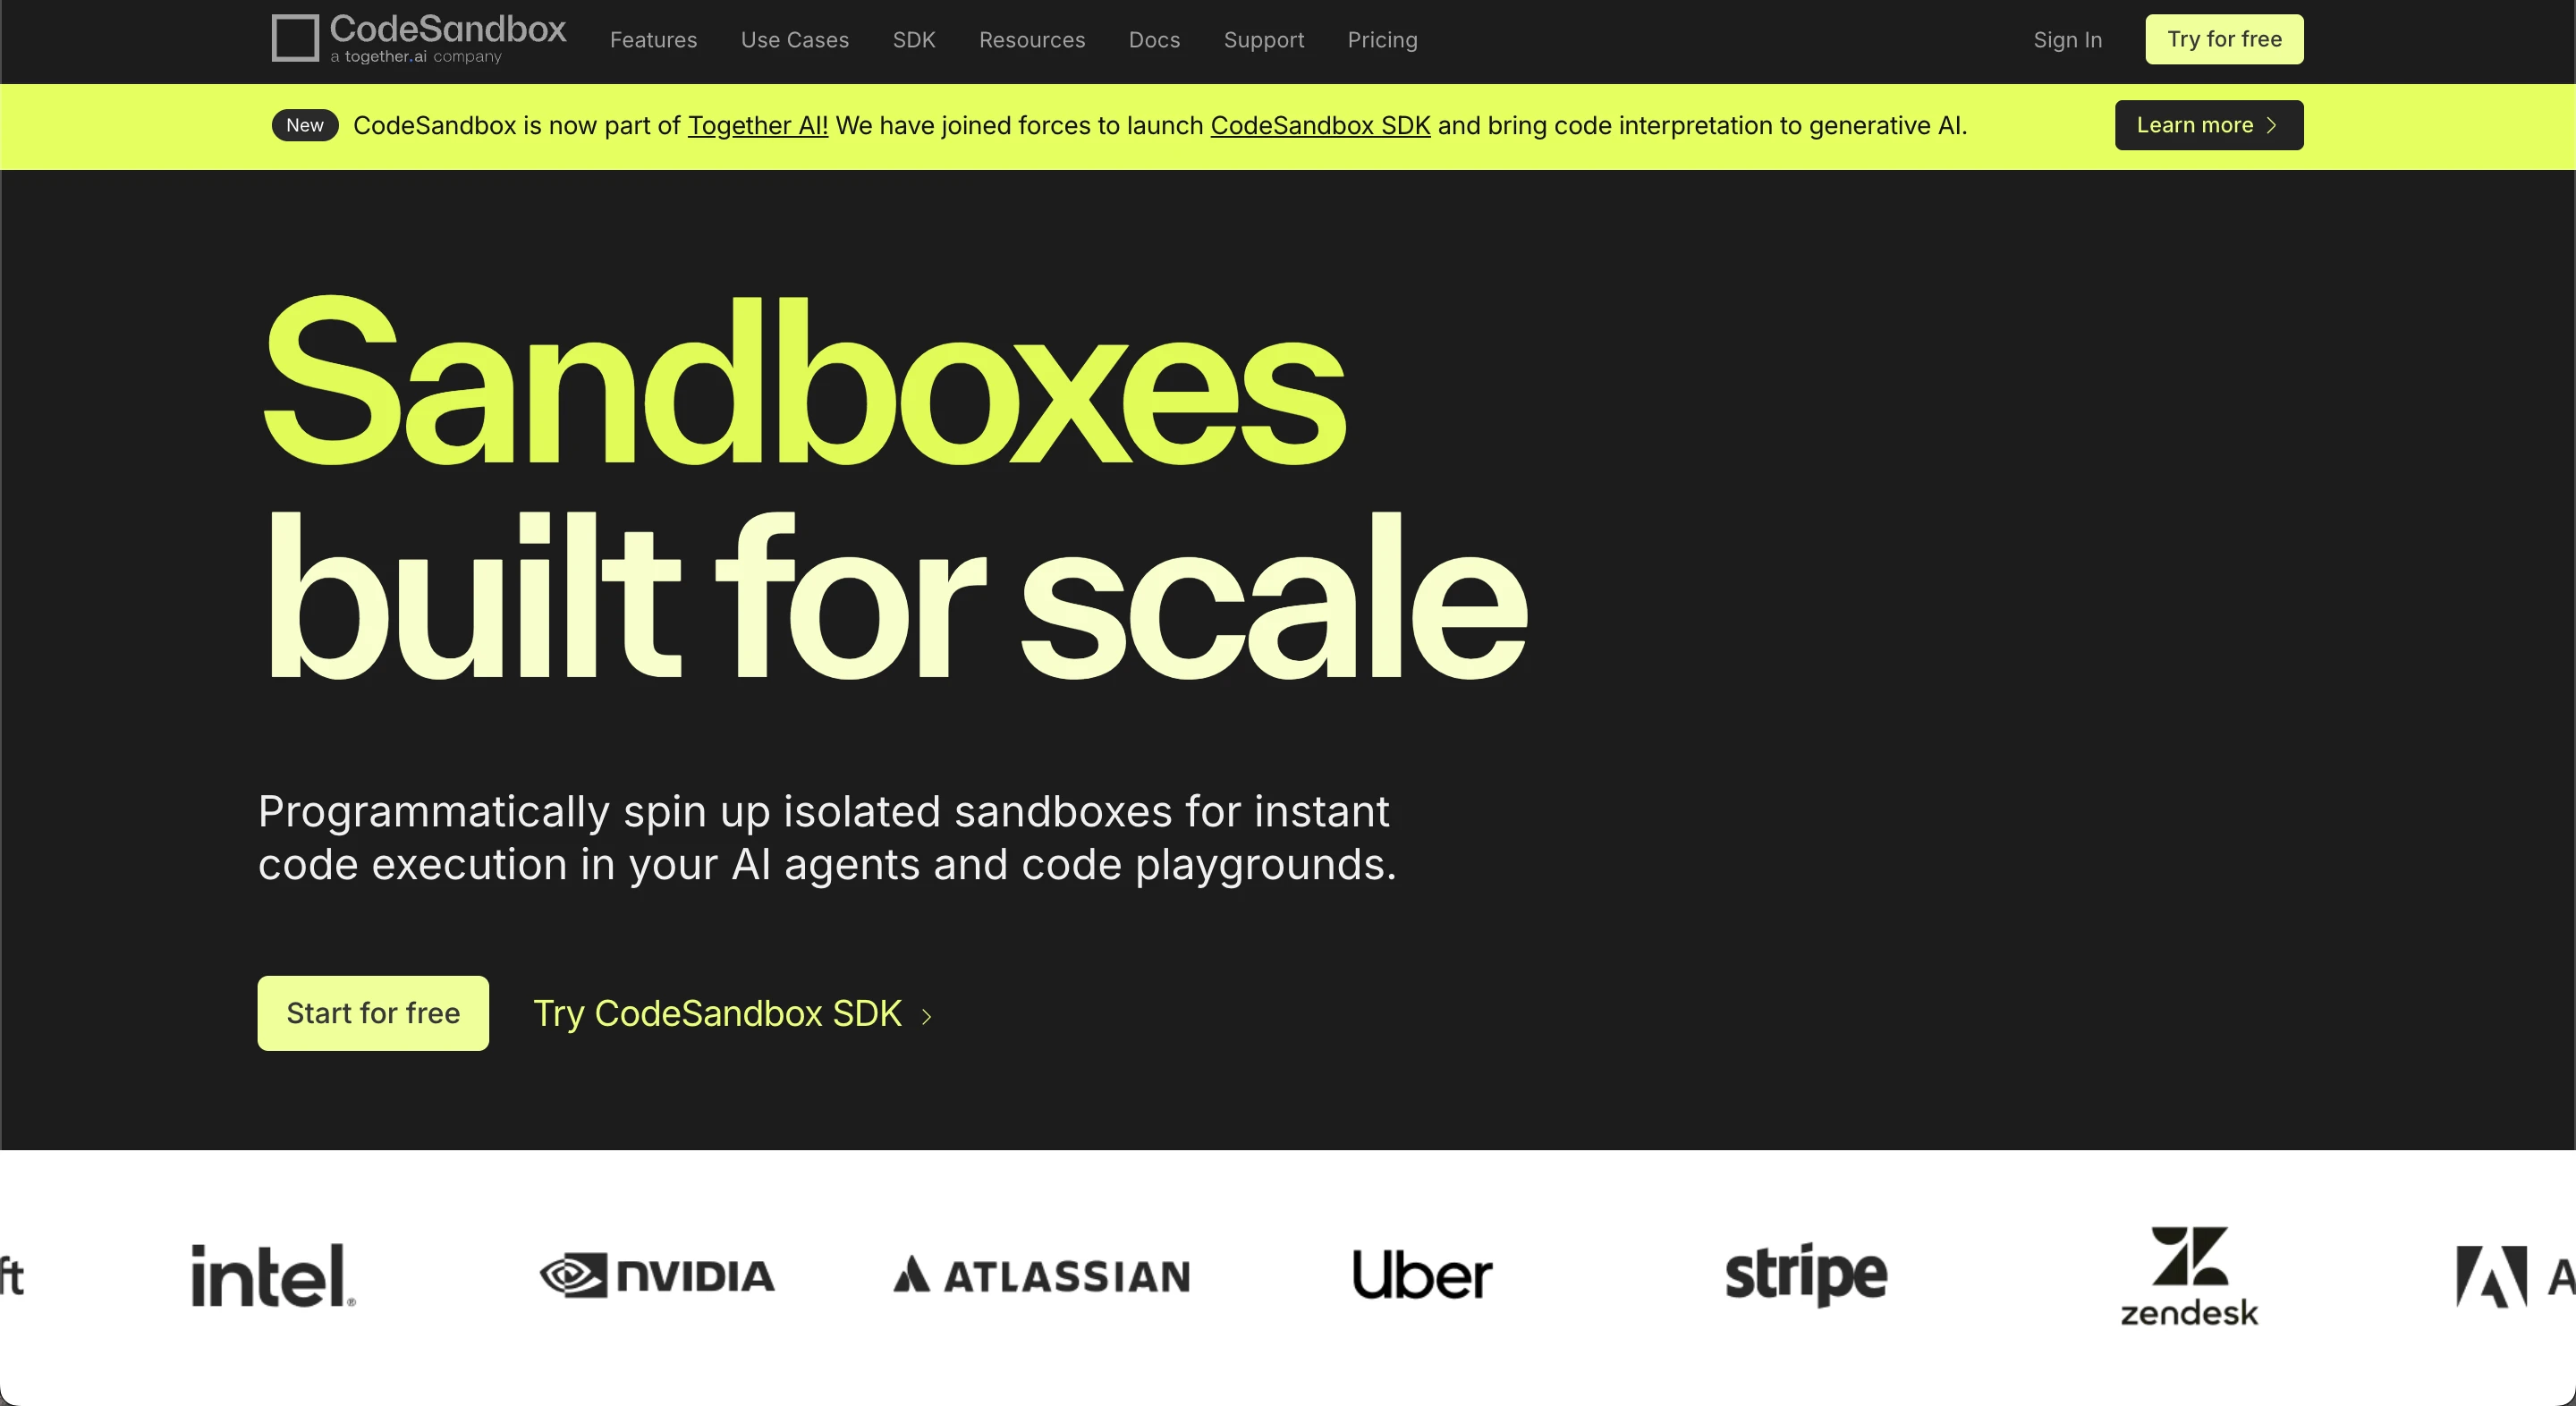 CodeSandbox
a together.ai company
Features Use Cases SDK Resources Docs Support Pricing Sign In Try for free
New CodeSandbox is now part of Together AI! We have joined forces to launch CodeSandbox SDK and bring code interpretation to generative AI. Learn more
Sandboxes
built for scale
Programmatically spin up isolated sandboxes for instant
code execution in your AI agents and code playgrounds.
Start for free Try CodeSandbox SDK
ft intel® NVIDIA ATLASSIAN Uber stripe zendesk A